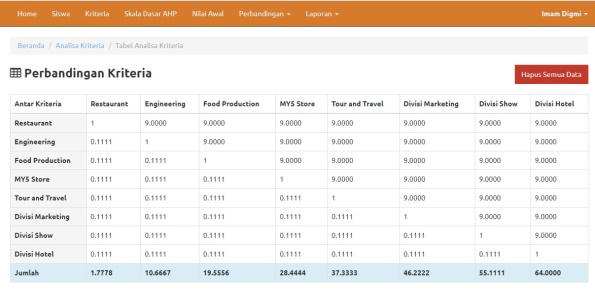 Home Siswa Kriteria Skala Dasar AHP Nilai Awal Perbandingan Laporan Imam Digmi
Beranda / Analisa Kriteria / Tabel Analisa Kriteria
Perbandingan Kriteria Hapus Semua Data
Antar Kriteria Restaurant Engineering Food Production MYS Store Tour and Travel Divisi Marketing Divisi Show Divisi Hotel
Restaurant 1 9.0000 9.0000 9.0000 9.0000 9.0000 9.0000 9.0000
Engineering 0.1111 1 9.0000 9.0000 9.0000 9.0000 9.0000 9.0000
Food Production 0.1111 0.1111 1 9.0000 9.0000 9.0000 9.0000 9.0000
MYS Store 0.1111 0.1111 0.1111 1 9.0000 9.0000 9.0000 9.0000
Tour and Travel 0.1111 0.1111 0.1111 0.1111 1 9.0000 9.0000 9.0000
Divisi Marketing 0.1111 0.1111 0.1111 0.1111 0.1111 1 9.0000 9.0000
Divisi Show 0.1111 0.1111 0.1111 0.1111 0.1111 0.1111 1 9.0000
Divisi Hotel 0.1111 0.1111 0.1111 0.1111 0.1111 0.1111 0.1111 1
Jumlah 1.7778 10.6667 19.5556 28.4444 37.3333 46.2222 55.1111 64.0000